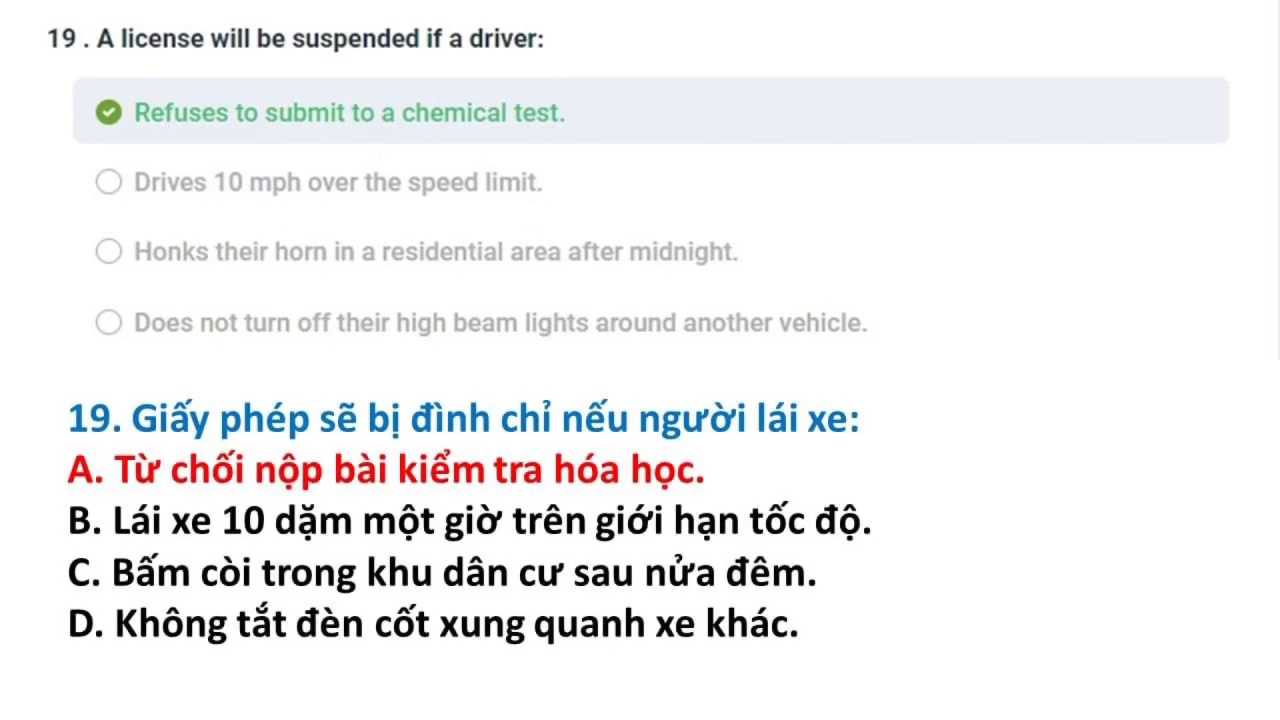 19 . A license will be suspended if a driver:
Refuses to submit to a chemical test.
Drives 10 mph over the speed limit.
Honks their horn in a residential area after midnight.
Does not turn off their high beam lights around another vehicle.
19. Giấy phép sẽ bị đình chỉ nếu người lái xe:
A. Từ chối nộp bài kiểm tra hóa học.
B. Lái xe 10 dặm một giờ trên giới hạn tốc độ.
C. Bấm còi trong khu dân cư sau nửa đêm.
D. Không tắt đèn cốt xung quanh xe khác.